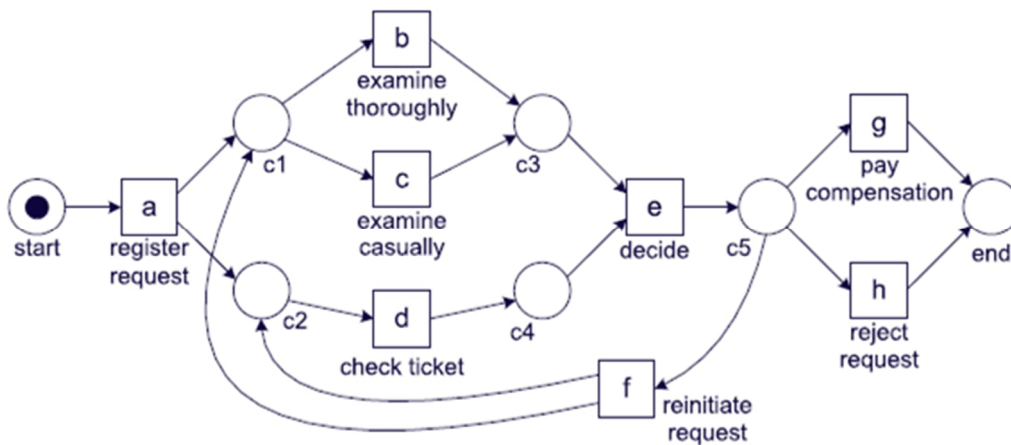 b
examine
thoroughly
c1
c3
g
pay
compensation
c
examine
casually
a
register
request
start
e
decide
c5
end
c2
d
check ticket
c4
h
reject
request
f
reinitiate
request